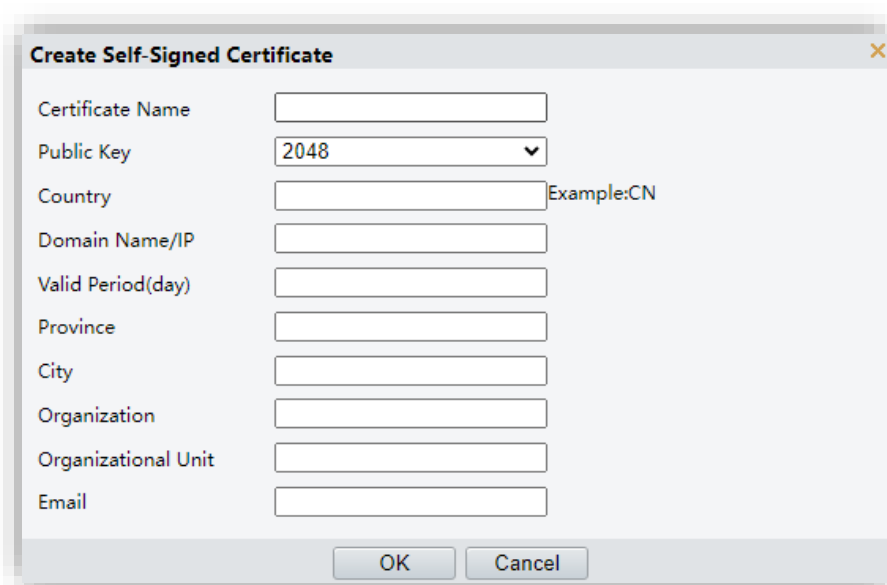 Create Self-Signed Certificate
Certificate Name
Public Key 2048
Country Example:CN
Domain Name/IP
Valid Period(day)
Province
City
Organization
Organizational Unit
Email
OK Cancel